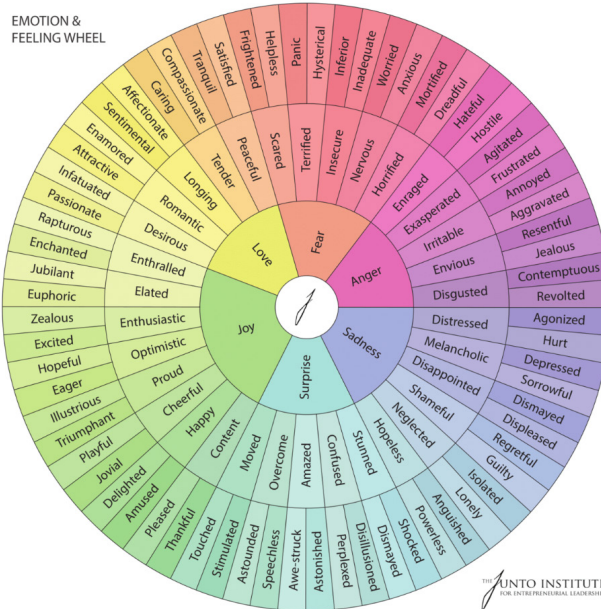 EMOTION &
FEELING WHEEL
Love
Fear
Anger
Sadness
Surprise
Joy
Longing
Tender
Peaceful
Scared
Terrified
Insecure
Nervous
Horrified
Enraged
Exasperated
Irritable
Envious
Disgusted
Distressed
Melancholic
Disappointed
Shameful
Neglected
Hopeless
Stunned
Confused
Amazed
Overcome
Moved
Content
Happy
Cheerful
Proud
Optimistic
Enthusiastic
Elated
Enthralled
Desirous
Romantic
Sentimental
Affectionate
Caring
Compassionate
Tranquil
Satisfied
Frightened
Helpless
Panic
Hysterical
Inferior
Inadequate
Worried
Anxious
Mortified
Dreadful
Hateful
Hostile
Agitated
Frustrated
Annoyed
Aggravated
Resentful
Jealous
Contemptuous
Revolted
Agonized
Hurt
Depressed
Sorrowful
Dismayed
Displeased
Regretful
Guilty
Isolated
Lonely
Anguished
Powerless
Shocked
Dismayed
Disillusioned
Perplexed
Astonished
Awe-struck
Speechless
Astounded
Stimulated
Touched
Thankful
Pleased
Amused
Delighted
Jovial
Playful
Triumphant
Illustrious
Eager
Hopeful
Excited
Zealous
Euphoric
Jubilant
Enchanted
Rapturous
Passionate
Infatuated
Attractive
Enamored
THE JUNTO INSTITUTE
FOR ENTREPRENEURIAL LEADERSHIP